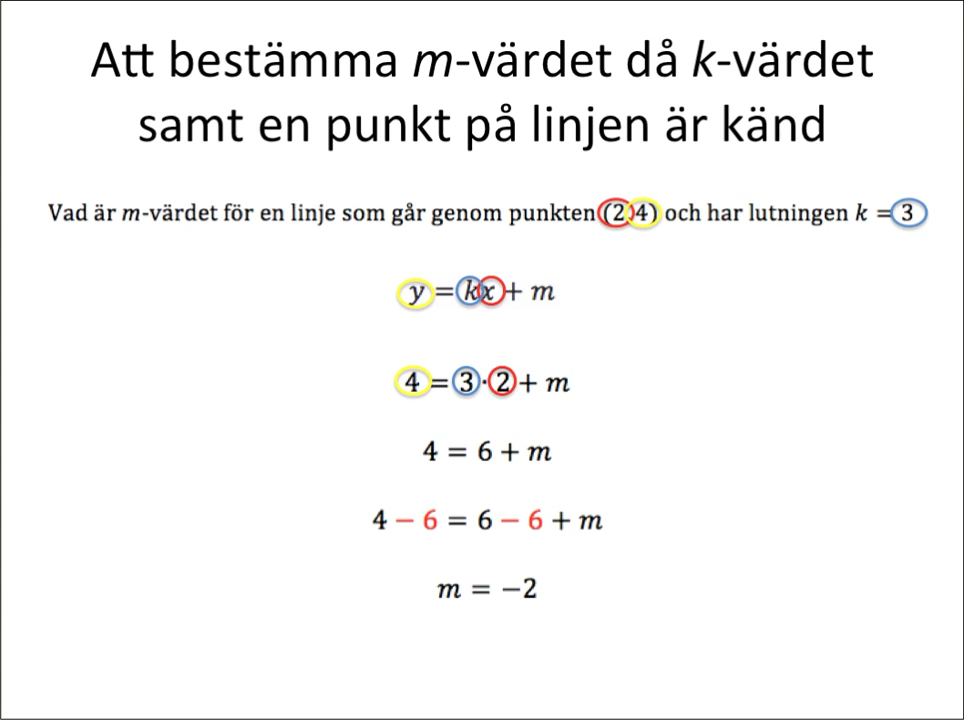 Att bestämma m-värdet då k-värdet
samt en punkt på linjen är känd
Vad är m-värdet för en linje som går genom punkten (2,4) och har lutningen k = 3
y = kx + m
4 = 3·2 + m
4 = 6 + m
4 − 6 = 6 − 6 + m
m = −2